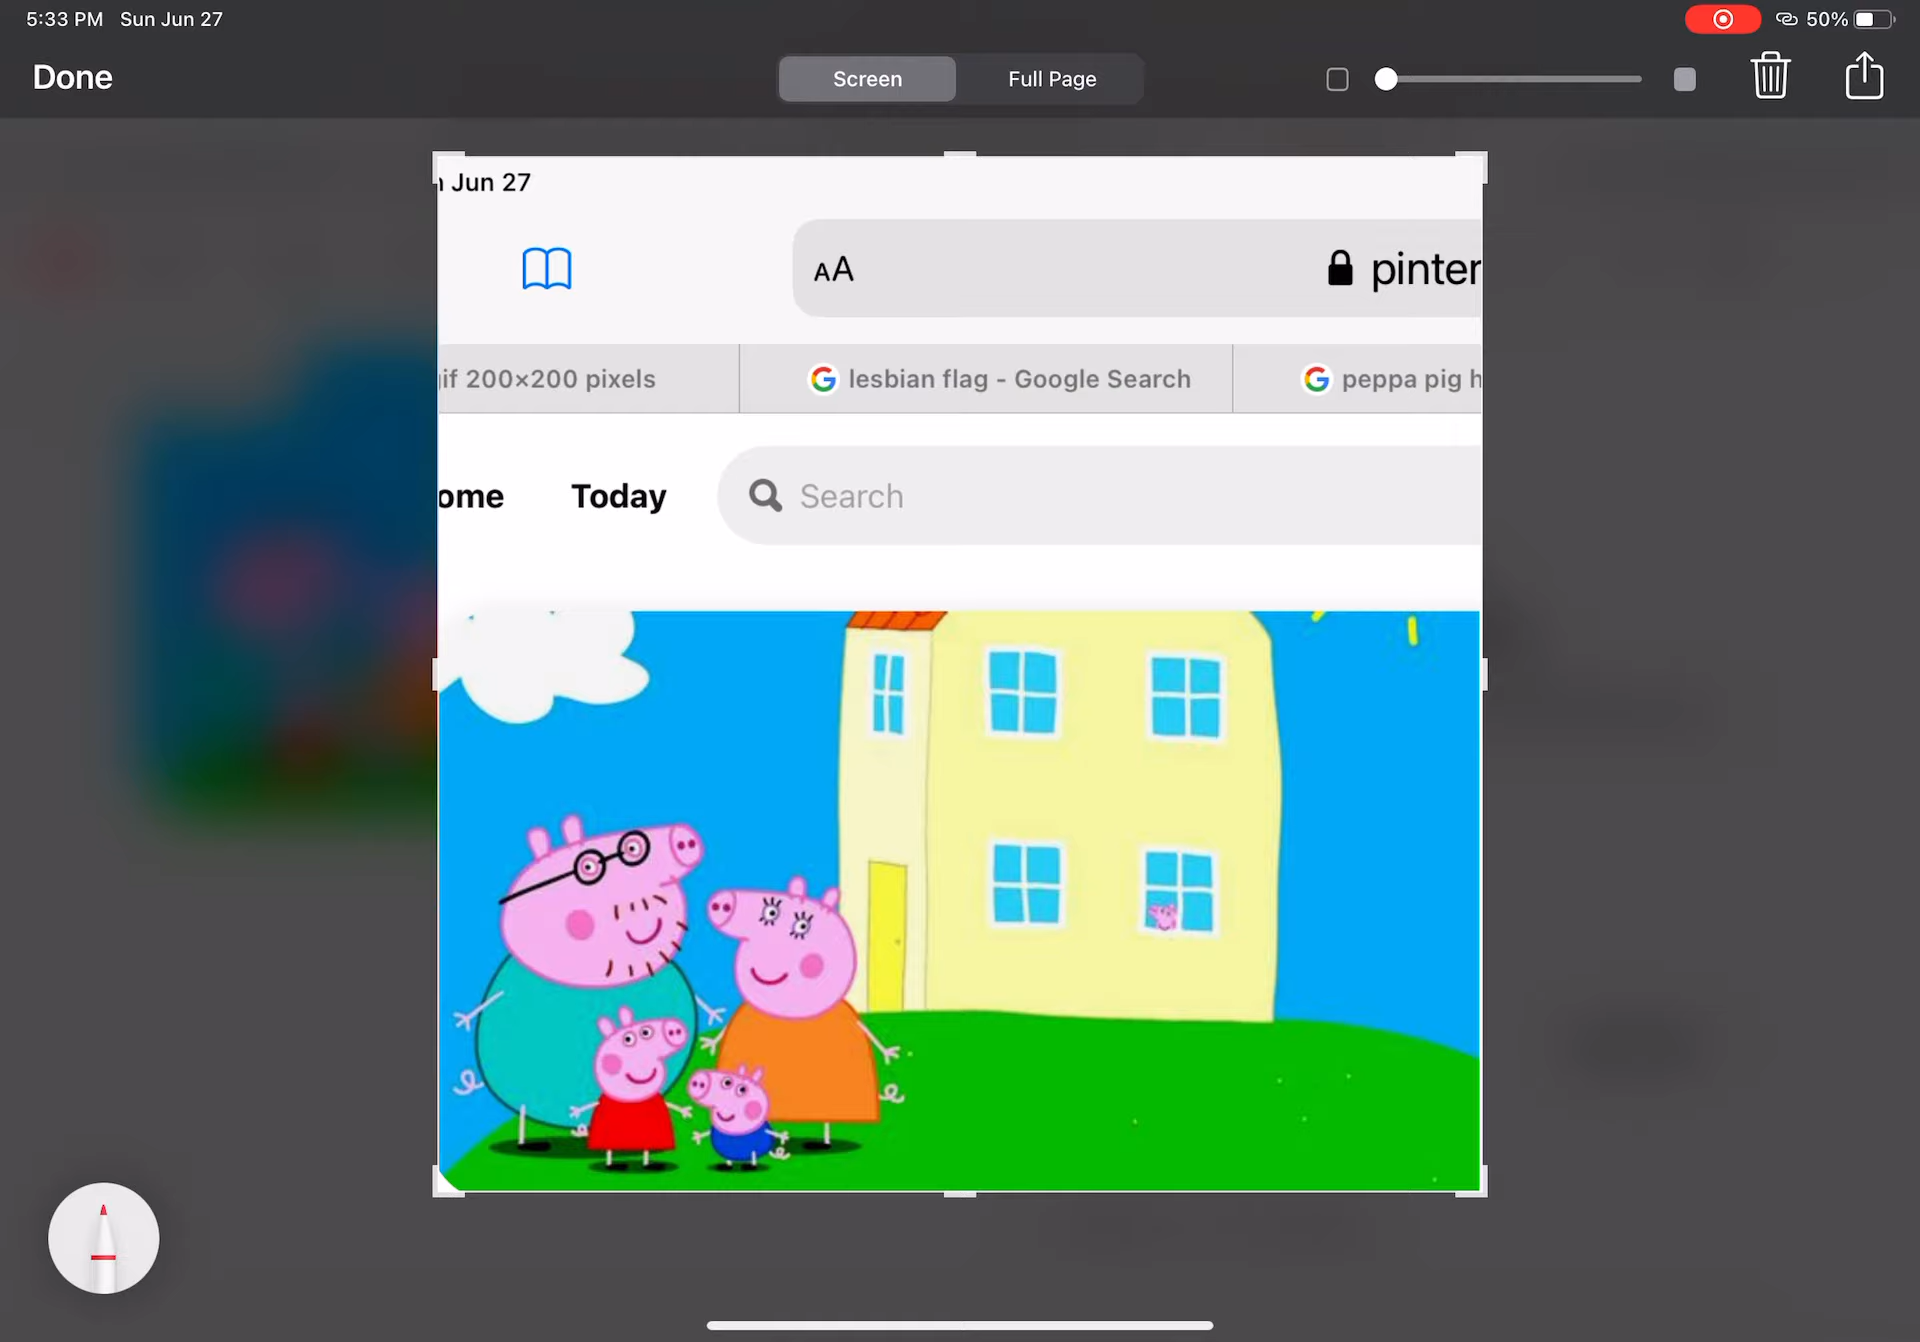 5:33 PM Sun Jun 27
50%
Done
Screen
Full Page
Jun 27
AA
pinter
if 200×200 pixels
lesbian flag - Google Search
peppa pig h
ome
Today
Search